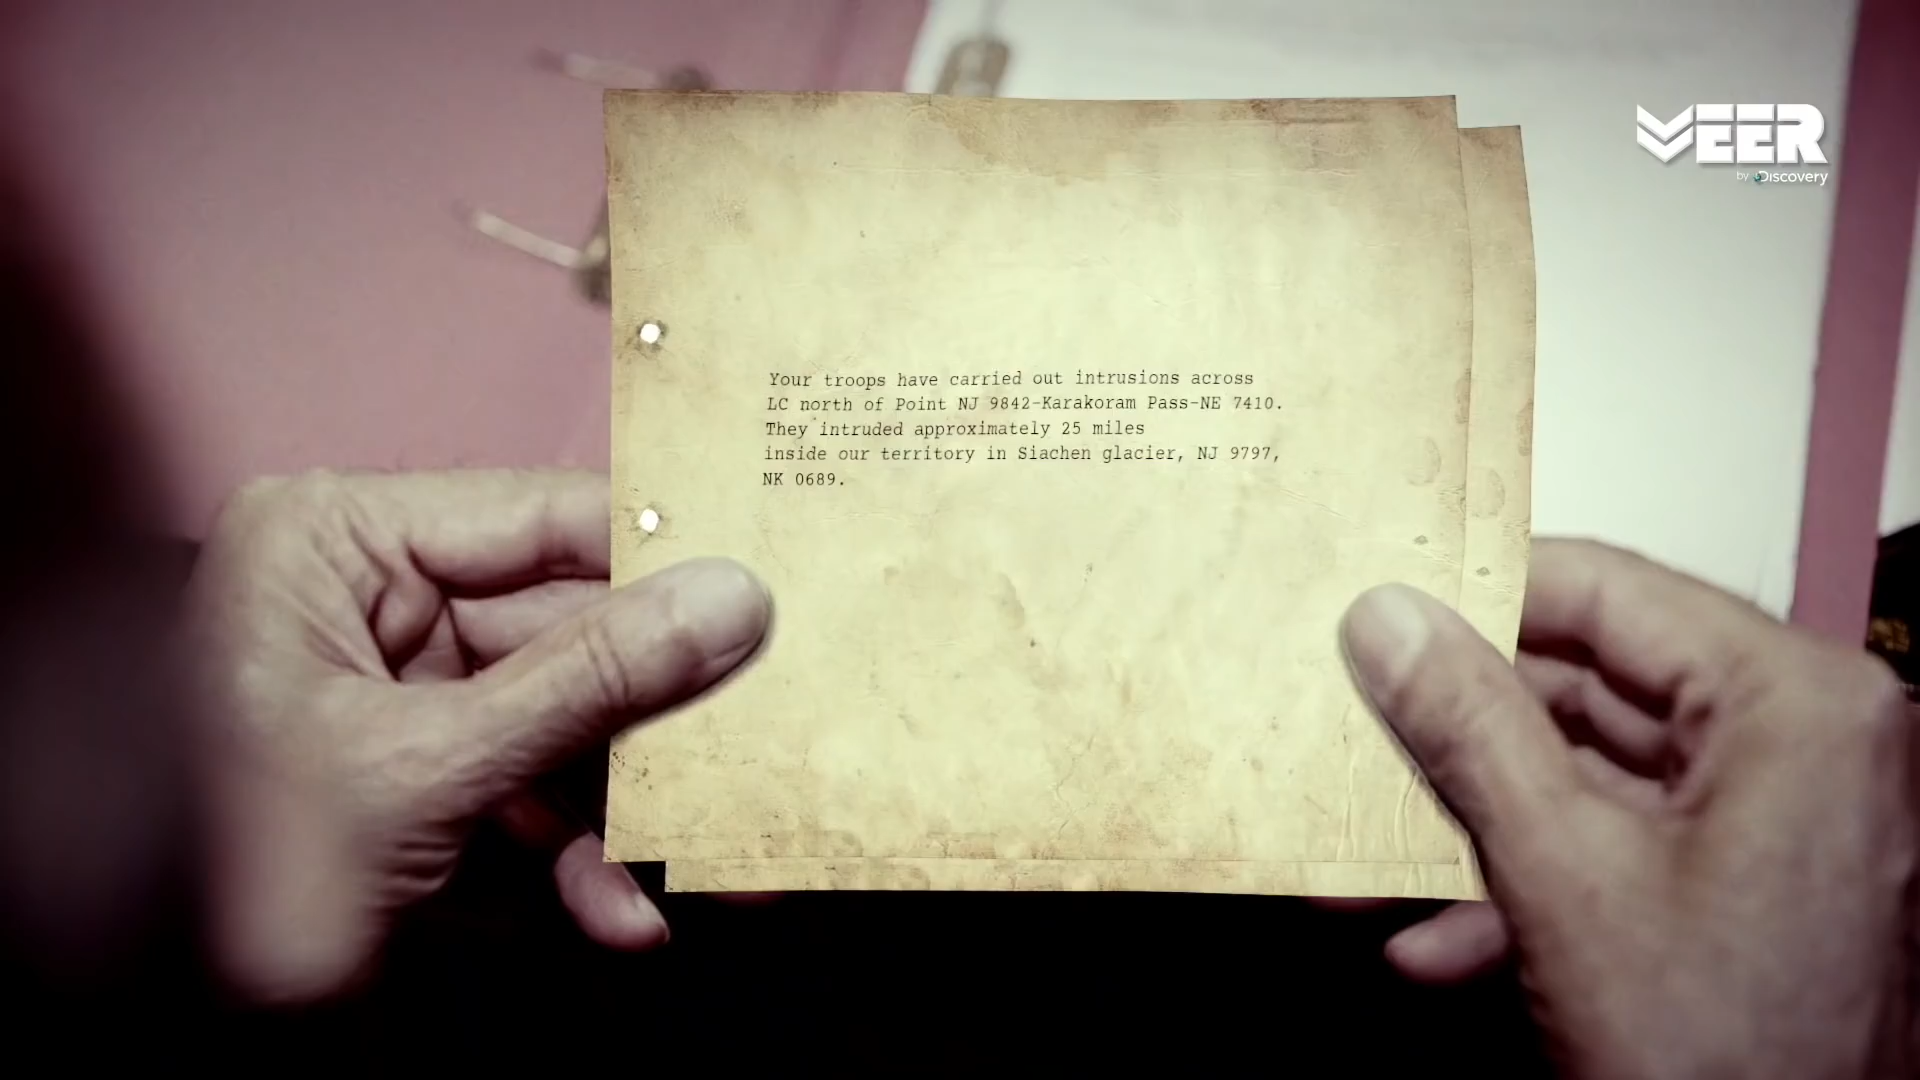 VEER
by Discovery
Your troops have carried out intrusions across
LC north of Point NJ 9842-Karakoram Pass-NE 7410.
They intruded approximately 25 miles
inside our territory in Siachen glacier, NJ 9797,
NK 0689.